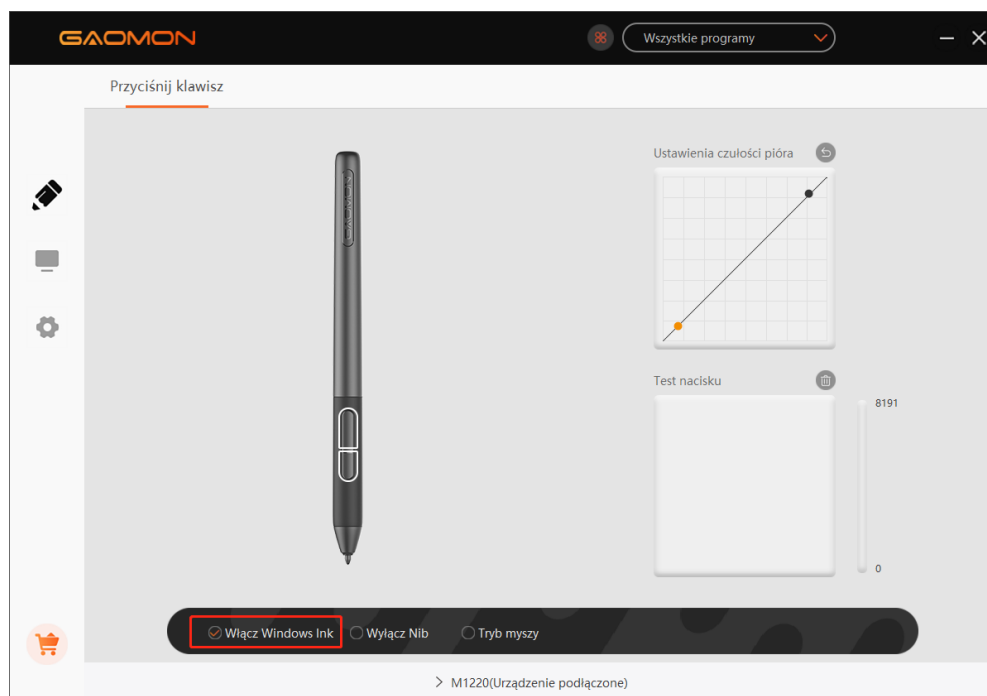 GAOMON
Wszystkie programy
Przyciśnij klawisz
Ustawienia czułości pióra
GAOMON
Test nacisku
8191
0
Włącz Windows Ink
Wyłącz Nib
Tryb myszy
M1220(Urządzenie podłączone)